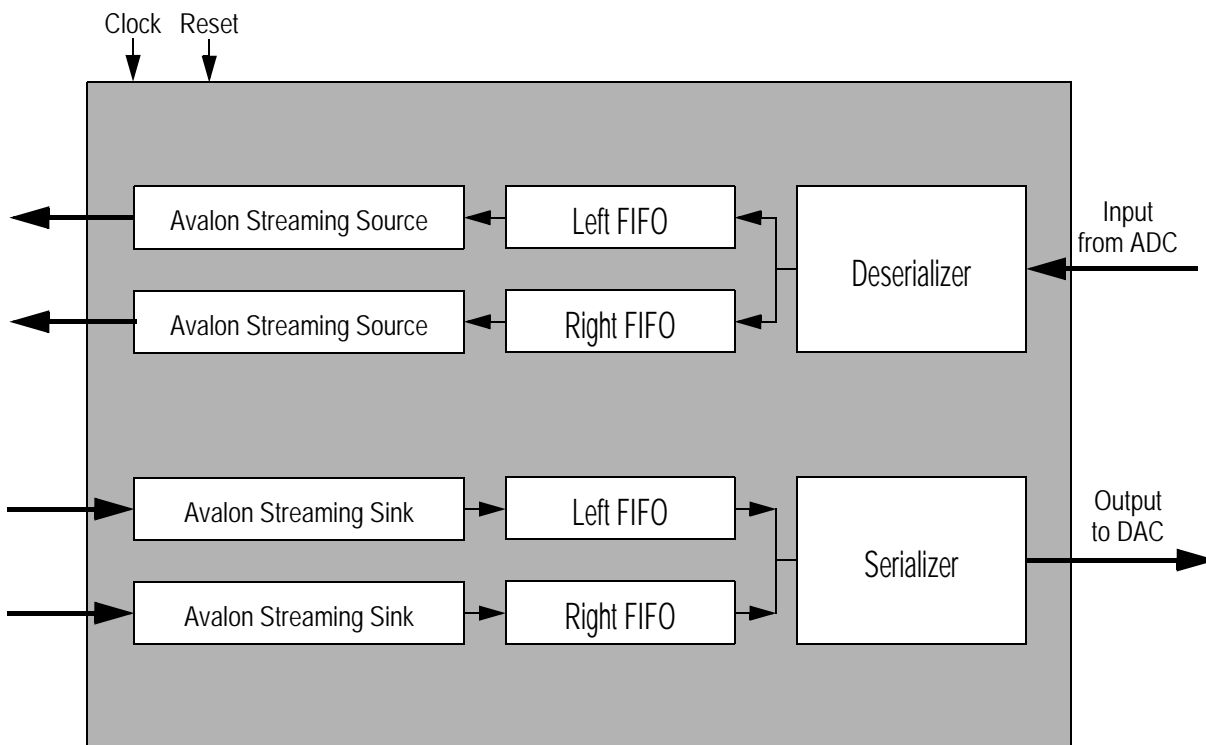 Clock Reset
Avalon Streaming Source
Left FIFO
Deserializer
Input
from ADC
Avalon Streaming Source
Right FIFO
Avalon Streaming Sink
Left FIFO
Serializer
Output
to DAC
Avalon Streaming Sink
Right FIFO